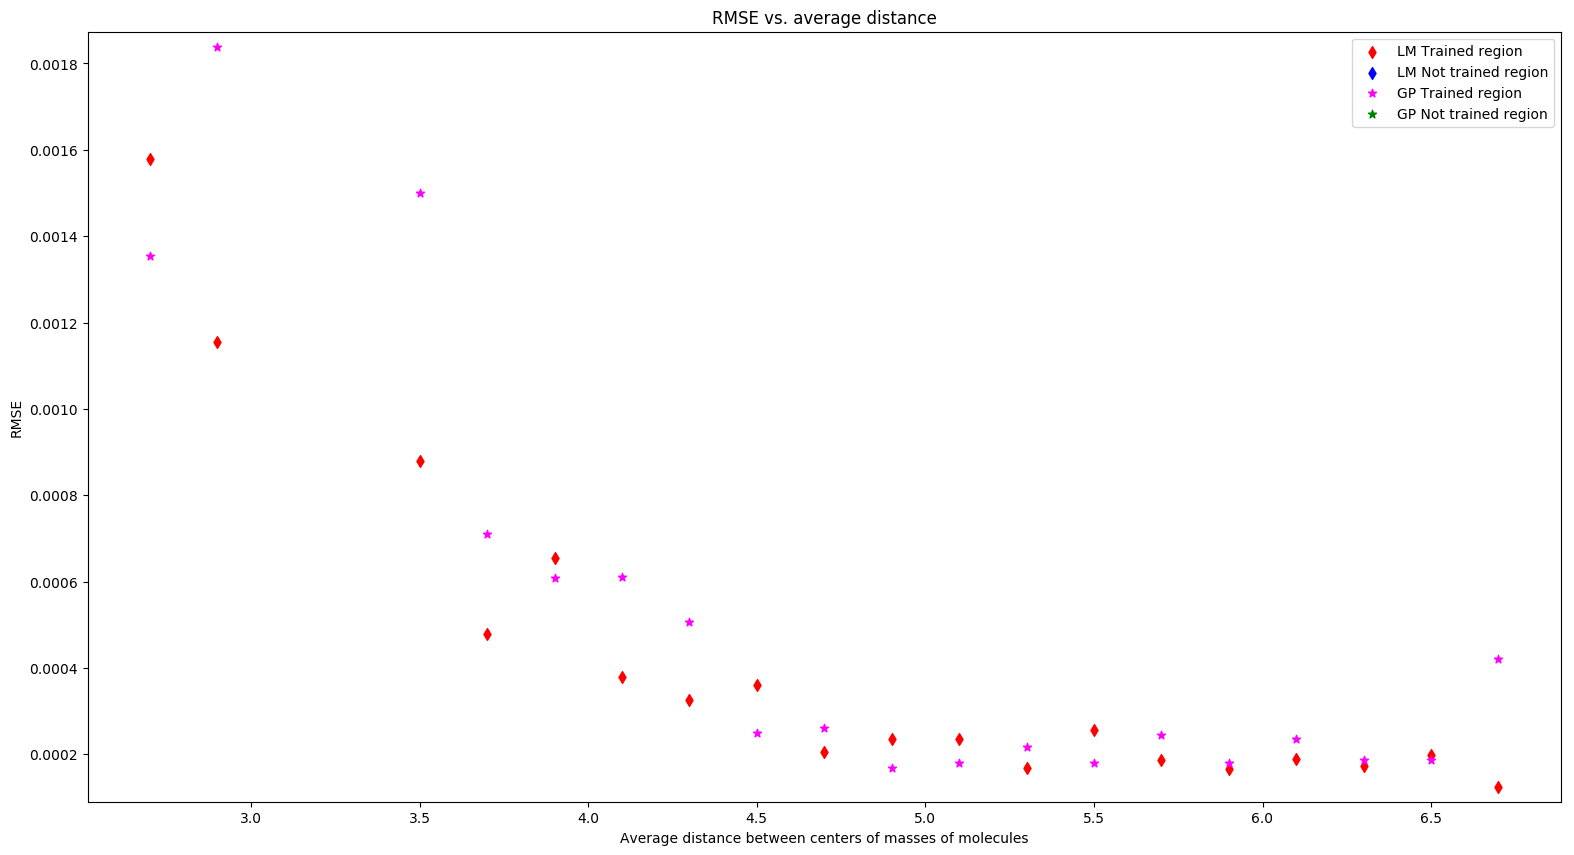 RMSE vs. average distance
LM Trained region
LM Not trained region
GP Trained region
GP Not trained region
RMSE
0.0018
0.0016
0.0014
0.0012
0.0010
0.0008
0.0006
0.0004
0.0002
3.0
3.5
4.0
4.5
5.0
5.5
6.0
6.5
Average distance between centers of masses of molecules